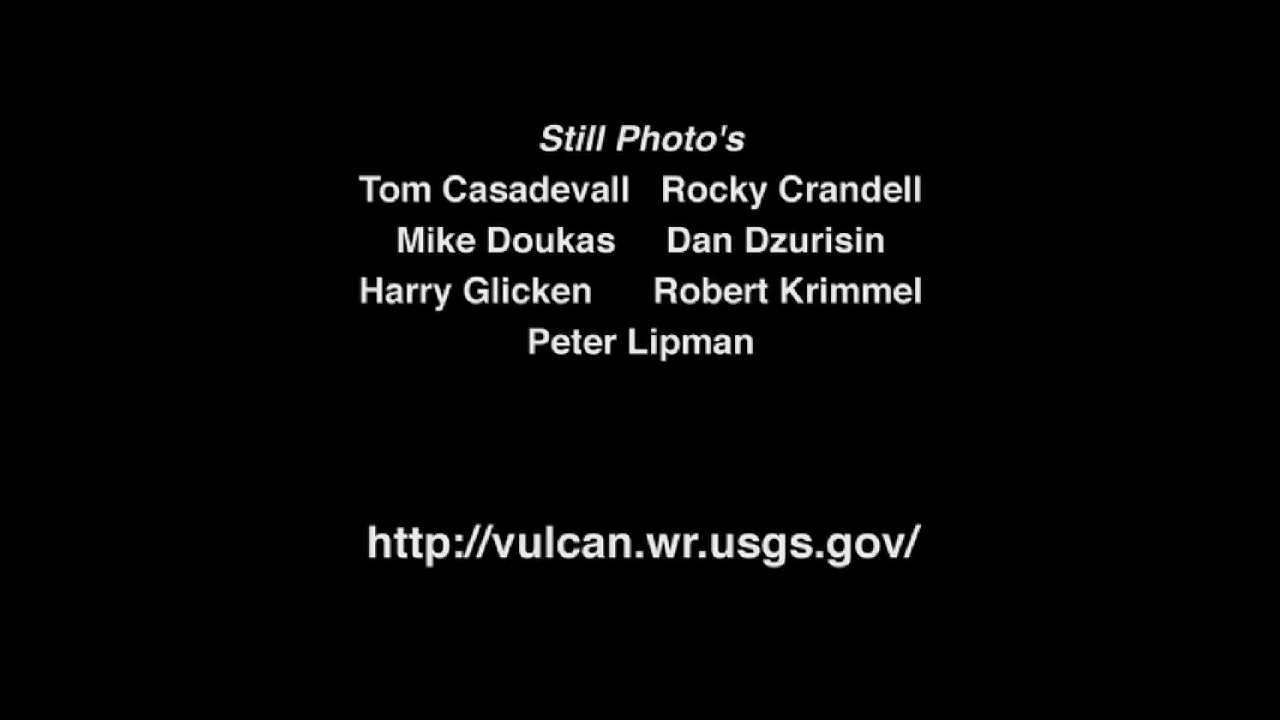 Still Photo's
Tom Casadevall Rocky Crandell
Mike Doukas Dan Dzurisin
Harry Glicken Robert Krimmel
Peter Lipman
http://vulcan.wr.usgs.gov/